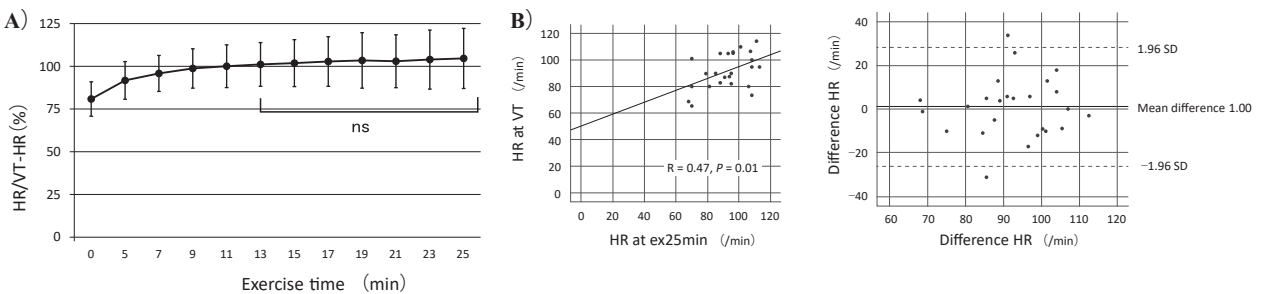 A)
125
100
75
50
25
0
HR/VT-HR (%)
ns
0 5 7 9 11 13 15 17 19 21 23 25
Exercise time (min)
B)
120
100
80
60
40
20
0
HR at VT (/min)
R = 0.47, P = 0.01
0 20 40 60 80 100 120
HR at ex25min (/min)
40
20
0
−20
−40
Difference HR (/min)
1.96 SD
Mean difference 1.00
−1.96 SD
60 70 80 90 100 110 120
Difference HR (/min)